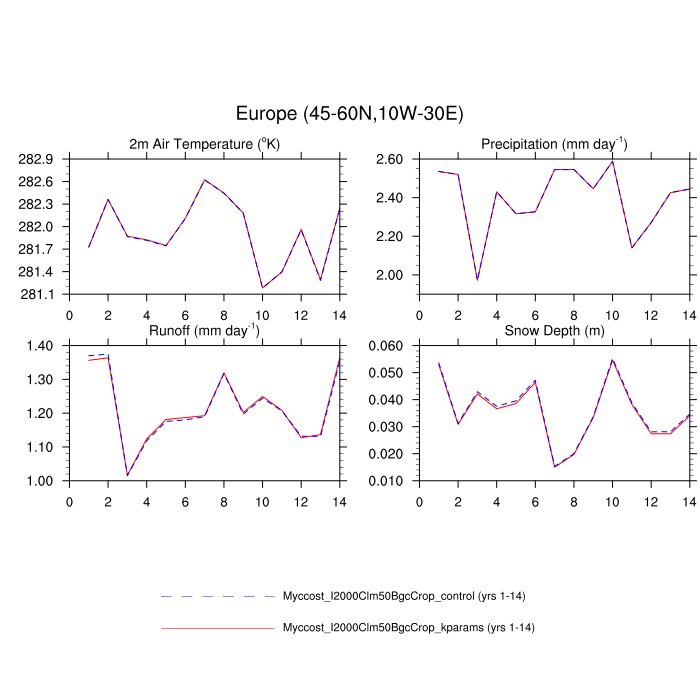 Europe (45-60N,10W-30E)
2m Air Temperature (°K)
Precipitation (mm day-1)
282.9
282.6
282.3
282.0
281.7
281.4
281.1
0 2 4 6 8 10 12 14
2.60
2.40
2.20
2.00
0 2 4 6 8 10 12 14
Runoff (mm day-1)
Snow Depth (m)
1.40
1.30
1.20
1.10
1.00
0 2 4 6 8 10 12 14
0.060
0.050
0.040
0.030
0.020
0.010
0 2 4 6 8 10 12 14
Myccost_I2000Clm50BgcCrop_control (yrs 1-14)
Myccost_I2000Clm50BgcCrop_kparams (yrs 1-14)